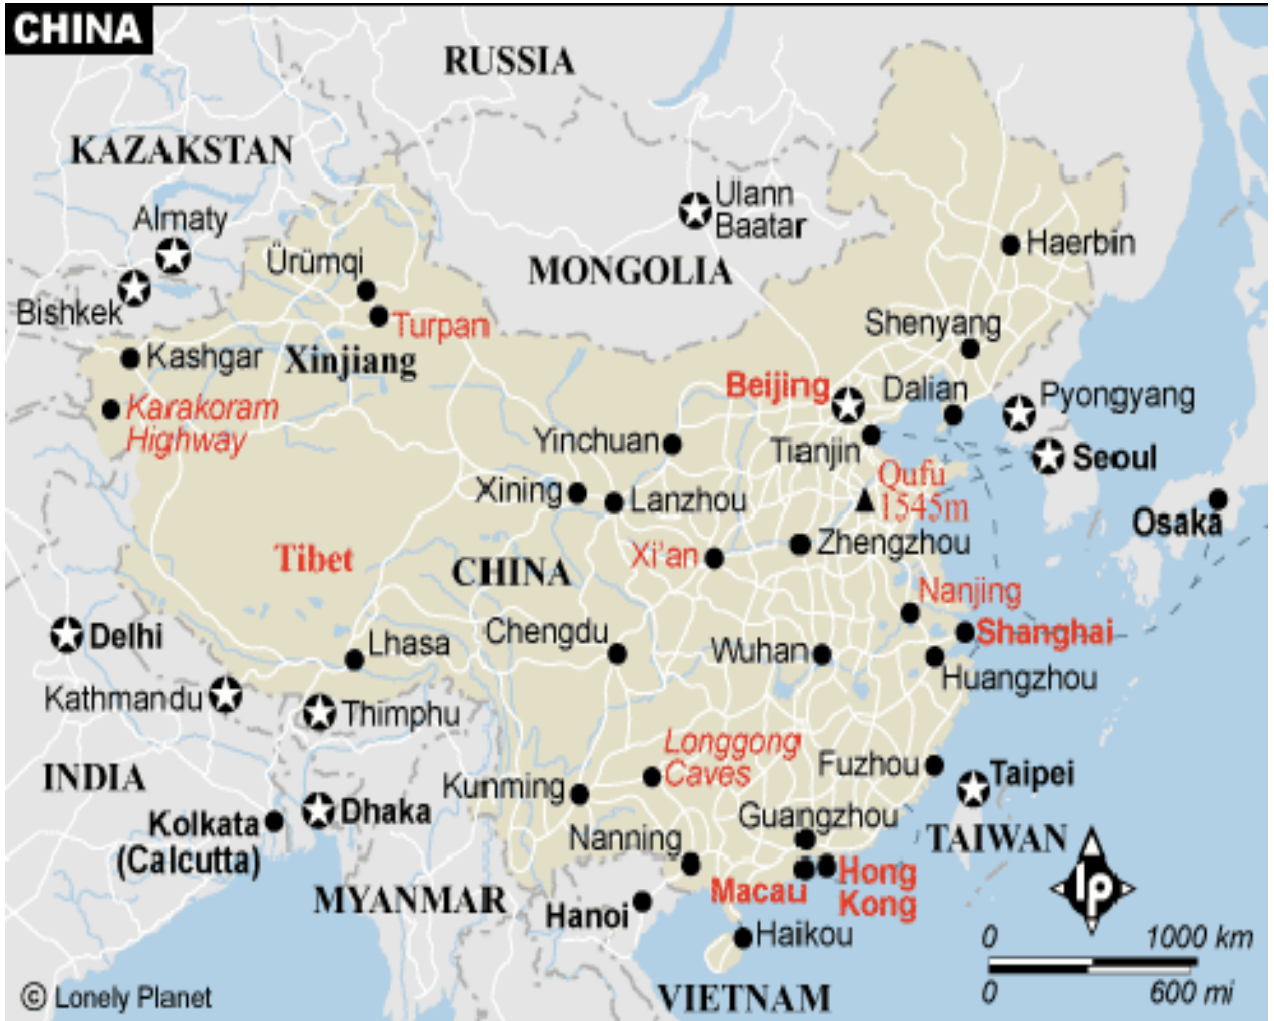 CHINA
RUSSIA
KAZAKSTAN
Almaty
Ulann
Baatar
Haerbin
Ürümqi
MONGOLIA
Bishkek
Turpan
Shenyang
Kashgar
Xinjiang
Beijing
Dalian
Pyongyang
Karakoram
Highway
Yinchuan
Tianjin
Seoul
Qufu
1545m
Xining
Lanzhou
Osaka
Zhengzhou
Xi'an
Tibet
CHINA
Nanjing
Delhi
Lhasa
Chengdu
Wuhan
Shanghai
Huangzhou
Kathmandu
Thimphu
Longgong
Caves
Fuzhou
Taipei
INDIA
Kunming
Dhaka
Kolkata
(Calcutta)
Guangzhou
Nanning
TAIWAN
MYANMAR
Macau
Hong
Kong
lp
Hanoi
Haikou
0 1000 km
0 600 mi
© Lonely Planet
VIETNAM